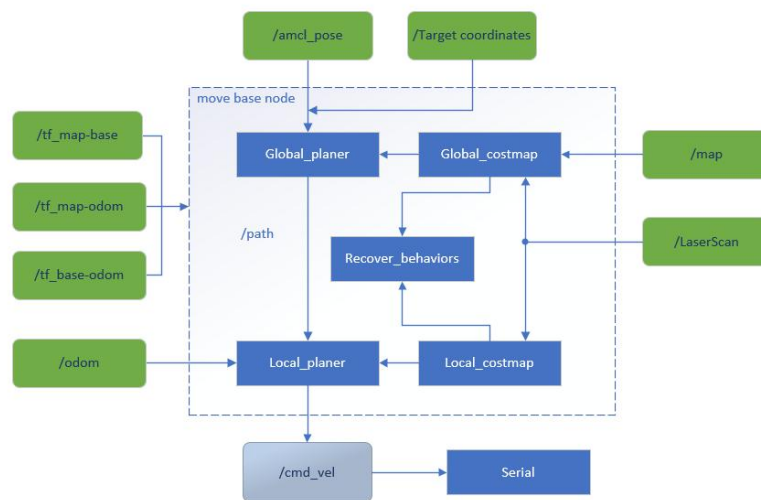 /amcl_pose
/Target coordinates
move base node
/tf_map-base
Global_planer
Global_costmap
/map
/tf_map-odom
/path
/LaserScan
Recover_behaviors
/tf_base-odom
/odom
Local_planer
Local_costmap
/cmd_vel
Serial